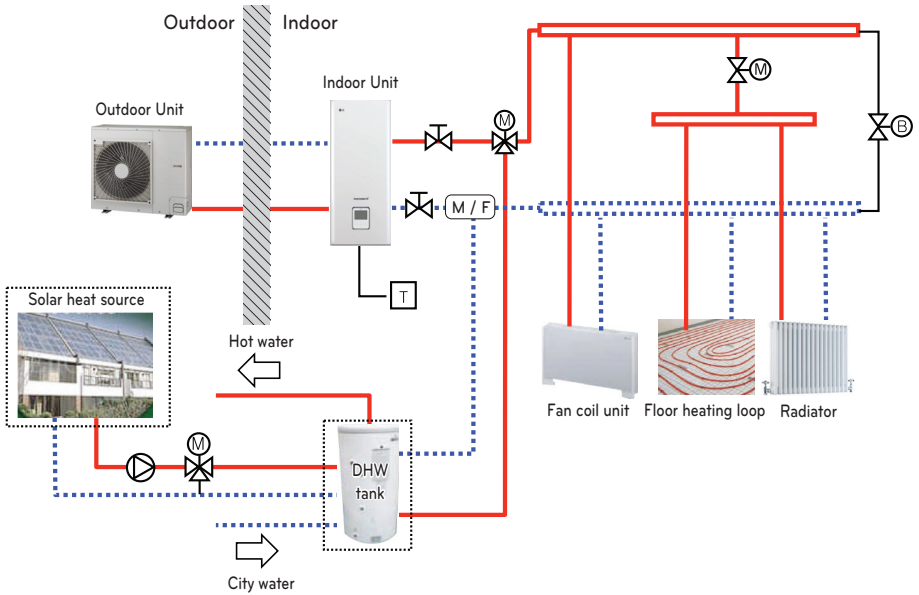 Outdoor
Indoor
Indoor Unit
Outdoor Unit
M
M
B
M / F
T
Solar heat source
Hot water
Fan coil unit
Floor heating loop
Radiator
M
DHW
tank
City water